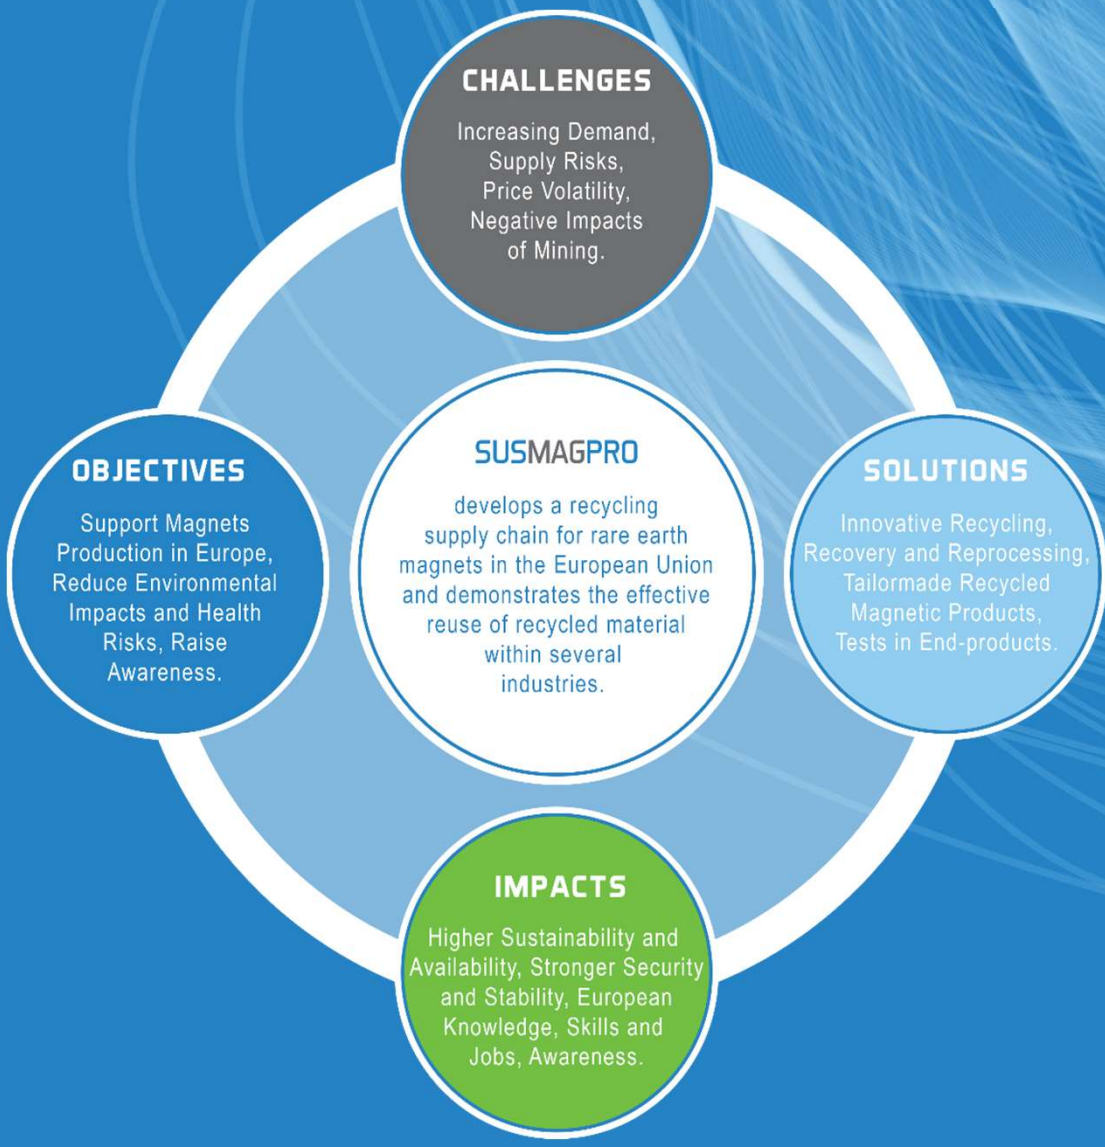 CHALLENGES
Increasing Demand,
Supply Risks,
Price Volatility,
Negative Impacts
of Mining.
OBJECTIVES
Support Magnets
Production in Europe,
Reduce Environmental
Impacts and Health
Risks, Raise
Awareness.
SUSMAGPRO
develops a recycling
supply chain for rare earth
magnets in the European Union
and demonstrates the effective
reuse of recycled material
within several
industries.
SOLUTIONS
Innovative Recycling,
Recovery and Reprocessing,
Tailormade Recycled
Magnetic Products,
Tests in End-products.
IMPACTS
Higher Sustainability and
Availability, Stronger Security
and Stability, European
Knowledge, Skills and
Jobs, Awareness.